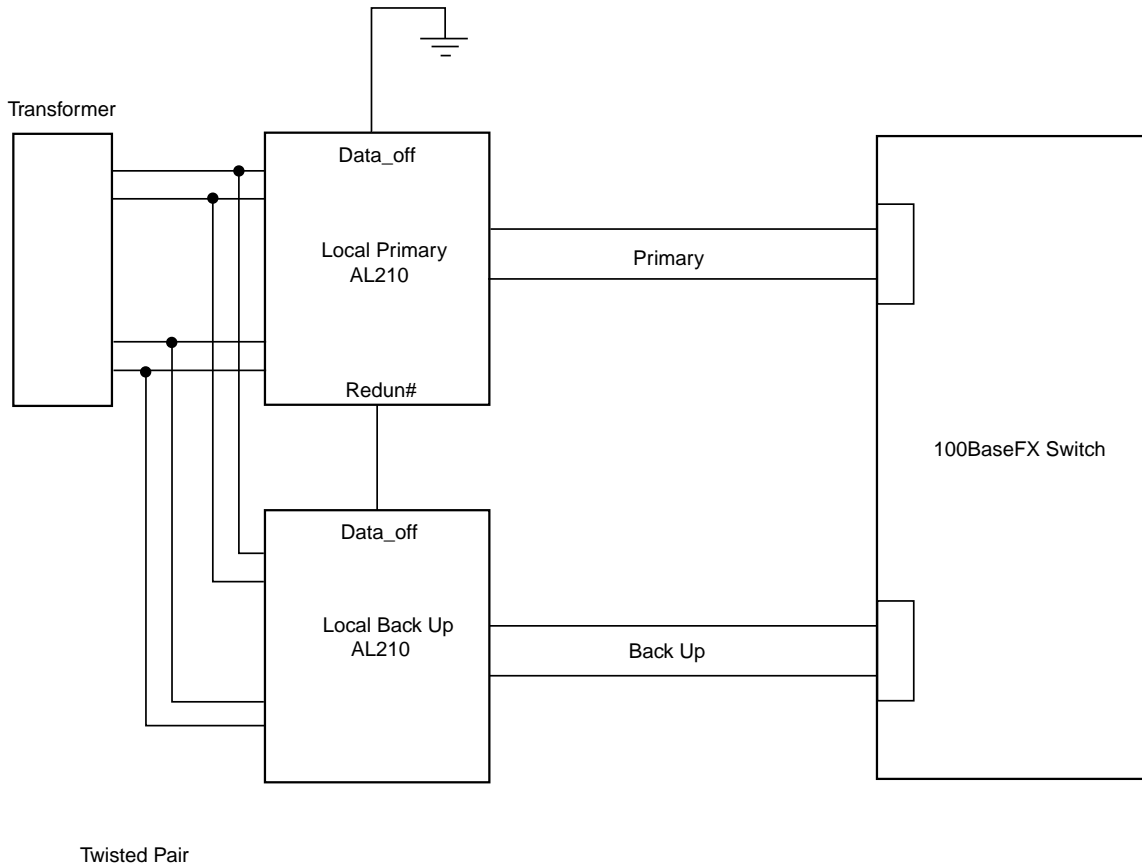 Transformer
Data_off
Local Primary
AL210
Primary
Redun#
100BaseFX Switch
Data_off
Local Back Up
AL210
Back Up
Twisted Pair